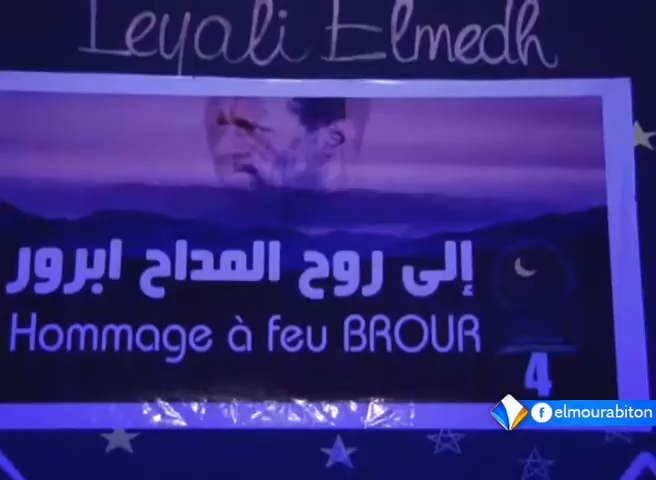 Leyali Elmedh
إلى روح المداح ابرور
Hommage à feu BROUR
4
elmourabiton